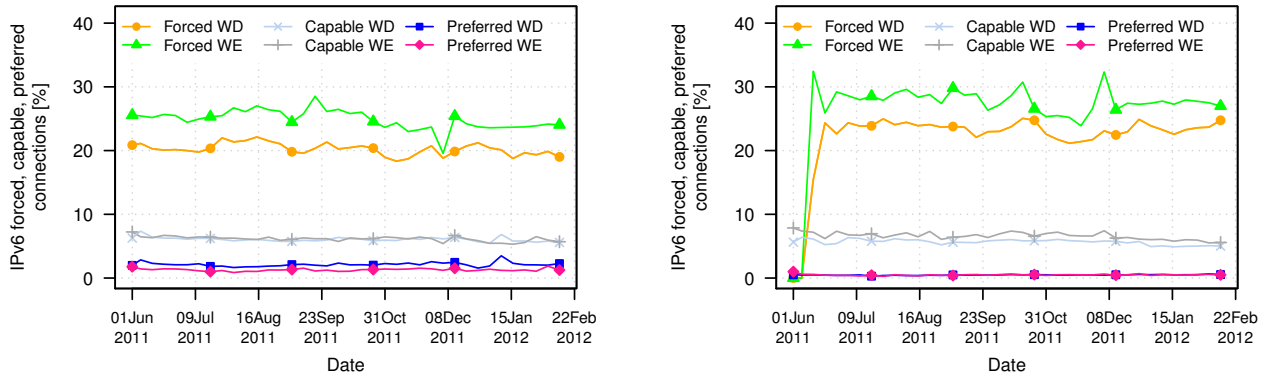 IPv6 forced, capable, preferred
connections [%]
40
30
20
10
0
Forced WD
Forced WE
Capable WD
Capable WE
Preferred WD
Preferred WE
01Jun
2011
09Jul
2011
16Aug
2011
23Sep
2011
31Oct
2011
08Dec
2011
15Jan
2012
22Feb
2012
Date
IPv6 forced, capable, preferred
connections [%]
40
30
20
10
0
Forced WD
Forced WE
Capable WD
Capable WE
Preferred WD
Preferred WE
01Jun
2011
09Jul
2011
16Aug
2011
23Sep
2011
31Oct
2011
08Dec
2011
15Jan
2012
22Feb
2012
Date